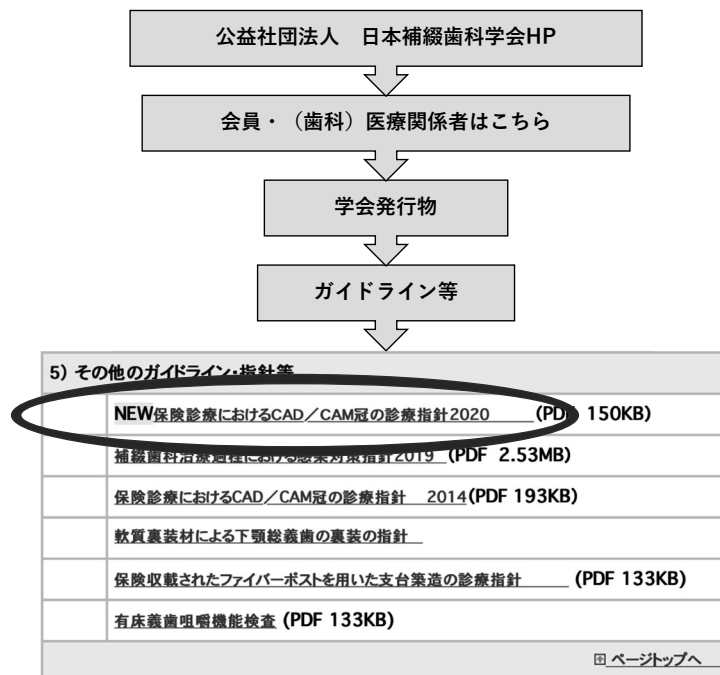 公益社団法人　日本補綴歯科学会HP
会員・（歯科）医療関係者はこちら
学会発行物
ガイドライン等
5）その他のガイドライン・指針等
NEW保険診療におけるCAD／CAM冠の診療指針2020 (PDF 150KB)
補綴歯科治療過程における感染対策指針2019 (PDF 2.53MB)
保険診療におけるCAD／CAM冠の診療指針　2014(PDF 193KB)
軟質裏装材による下顎総義歯の裏装の指針
保険収載されたファイバーポストを用いた支台築造の診療指針 (PDF 133KB)
有床義歯咀嚼機能検査 (PDF 133KB)
ページトップへ